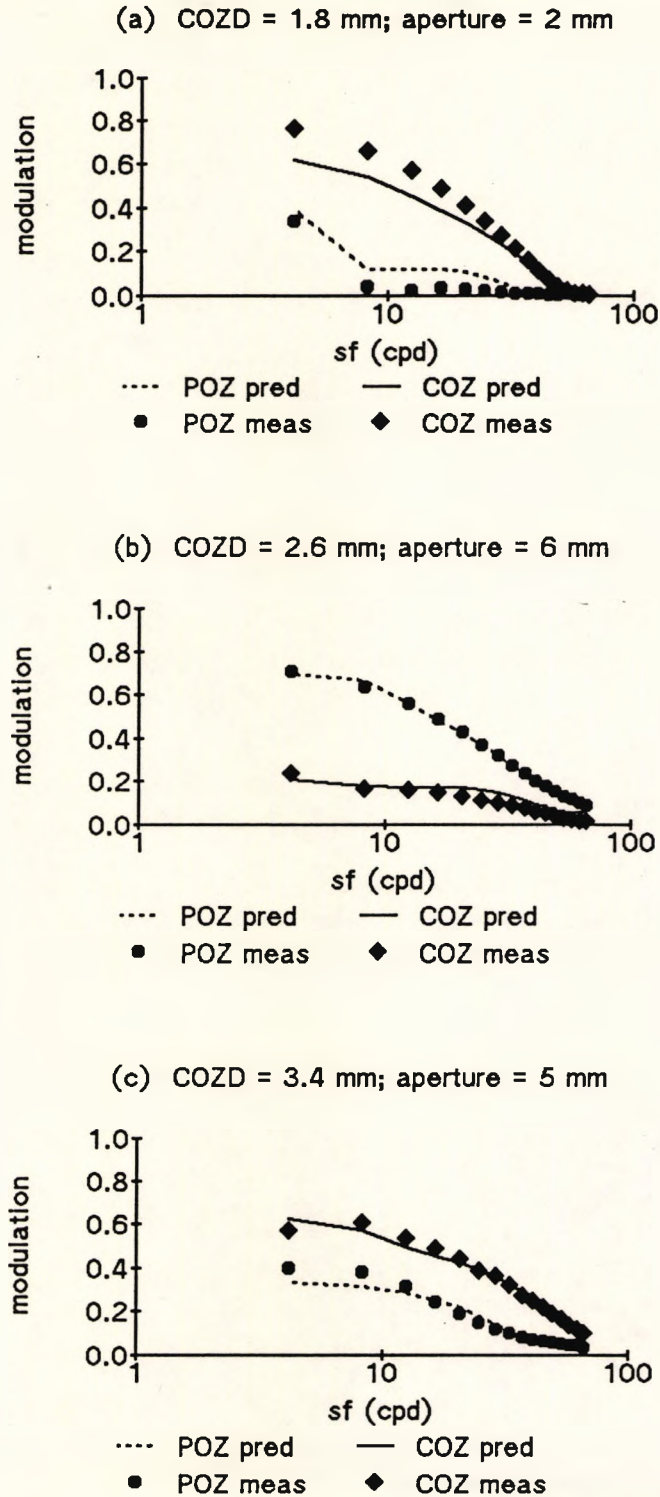 (a) COZD = 1.8 mm; aperture = 2 mm
modulation
1.0
0.8
0.6
0.4
0.2
0.0
1 10 100
sf (cpd)
POZ pred COZ pred
POZ meas COZ meas
(b) COZD = 2.6 mm; aperture = 6 mm
modulation
1.0
0.8
0.6
0.4
0.2
0.0
1 10 100
sf (cpd)
POZ pred COZ pred
POZ meas COZ meas
(c) COZD = 3.4 mm; aperture = 5 mm
modulation
1.0
0.8
0.6
0.4
0.2
0.0
1 10 100
sf (cpd)
POZ pred COZ pred
POZ meas COZ meas